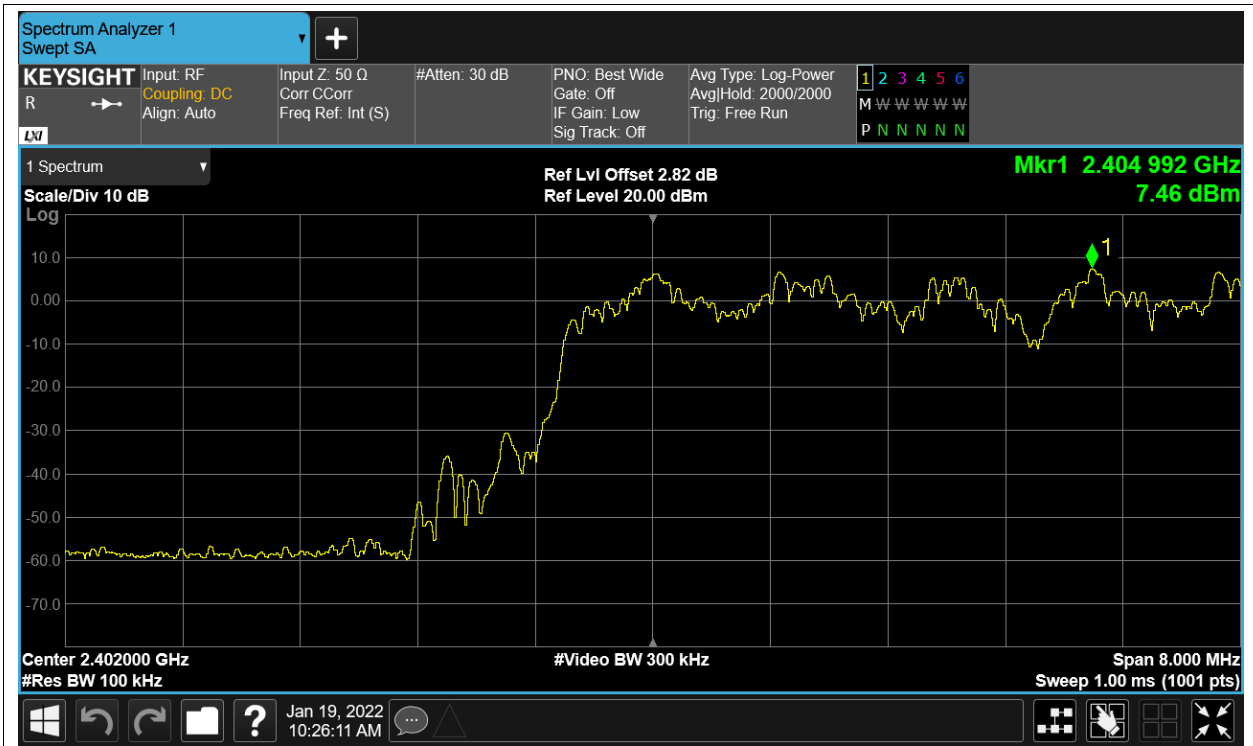 Spectrum Analyzer 1
Swept SA
KEYSIGHT
R
LXI
Input: RF
Coupling: DC
Align: Auto
Input Z: 50 Ω
Corr CCorr
Freq Ref: Int (S)
#Atten: 30 dB
PNO: Best Wide
Gate: Off
IF Gain: Low
Sig Track: Off
Avg Type: Log-Power
Avg|Hold: 2000/2000
Trig: Free Run
1 2 3 4 5 6
M W W W W W
P N N N N N
1 Spectrum
Scale/Div 10 dB
Log
Ref Lvl Offset 2.82 dB
Ref Level 20.00 dBm
Mkr1 2.404 992 GHz
7.46 dBm
1
10.0
0.00
-10.0
-20.0
-30.0
-40.0
-50.0
-60.0
-70.0
Center 2.402000 GHz
#Res BW 100 kHz
#Video BW 300 kHz
Span 8.000 MHz
Sweep 1.00 ms (1001 pts)
?
Jan 19, 2022
10:26:11 AM